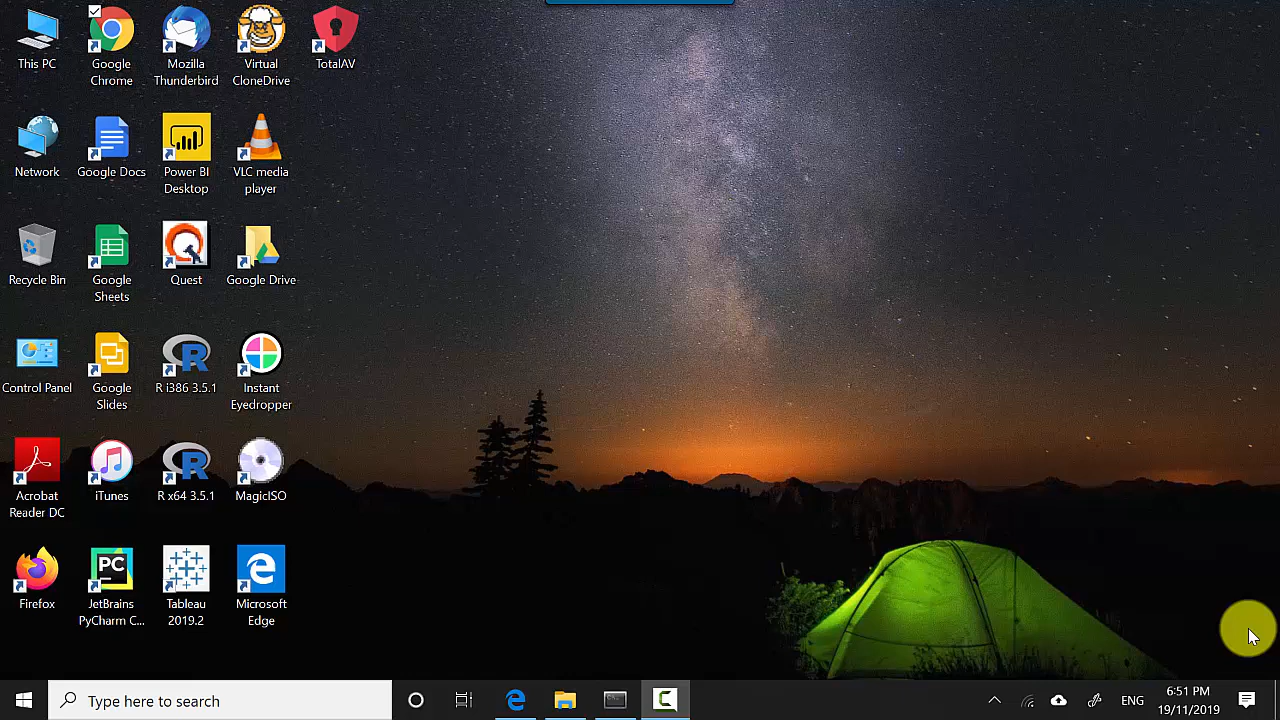 This PC
Google
Chrome
Mozilla
Thunderbird
Virtual
CloneDrive
TotalAV
Network
Google Docs
Power BI
Desktop
VLC media
player
Recycle Bin
Google
Sheets
Quest
Google Drive
Control Panel
Google
Slides
R i386 3.5.1
Instant
Eyedropper
Acrobat
Reader DC
iTunes
R x64 3.5.1
MagicISO
Firefox
PC
JetBrains
PyCharm C...
Tableau
2019.2
Microsoft
Edge
Type here to search
ENG
6:51 PM
19/11/2019